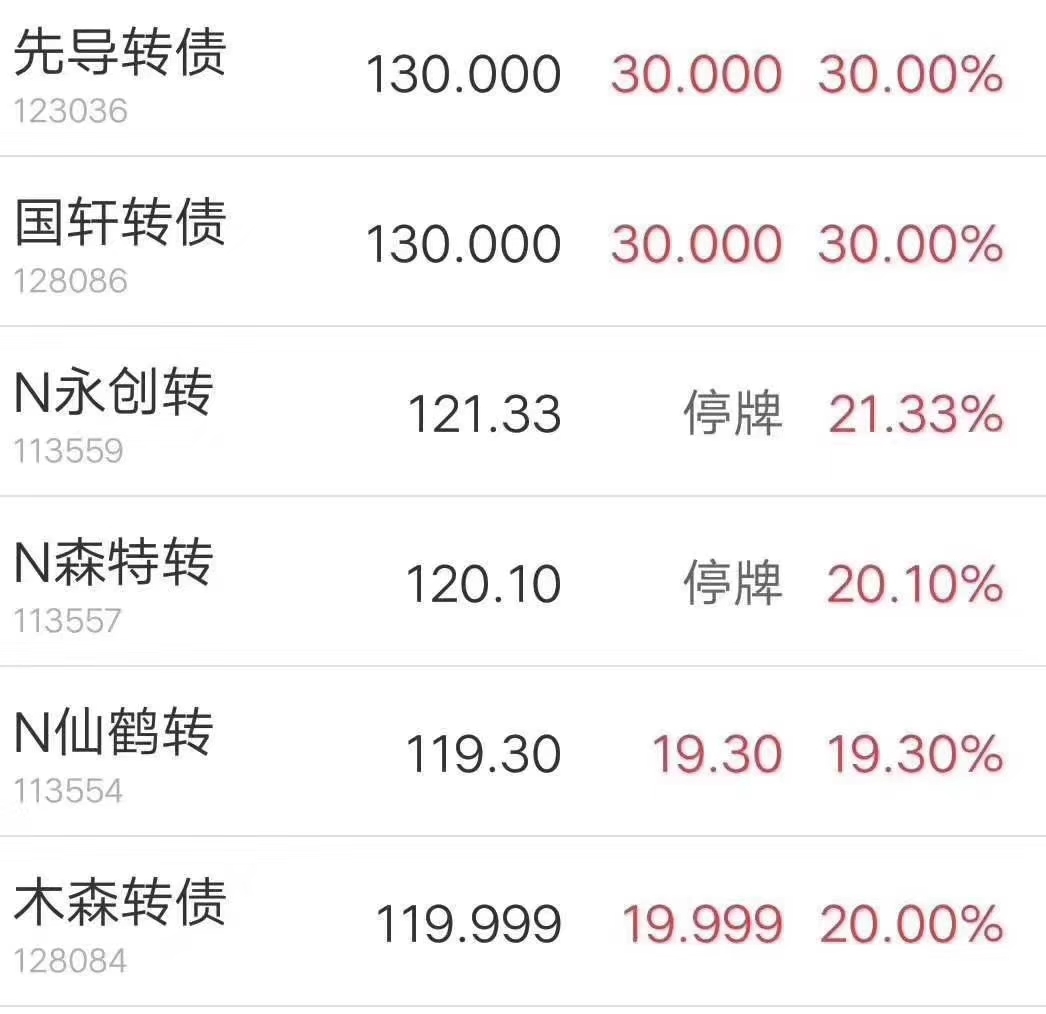 先导转债 130.000 30.000 30.00%
123036
国轩转债 130.000 30.000 30.00%
128086
N永创转 121.33 停牌 21.33%
113559
N森特转 120.10 停牌 20.10%
113557
N仙鹤转 119.30 19.30 19.30%
113554
木森转债 119.999 19.999 20.00%
128084